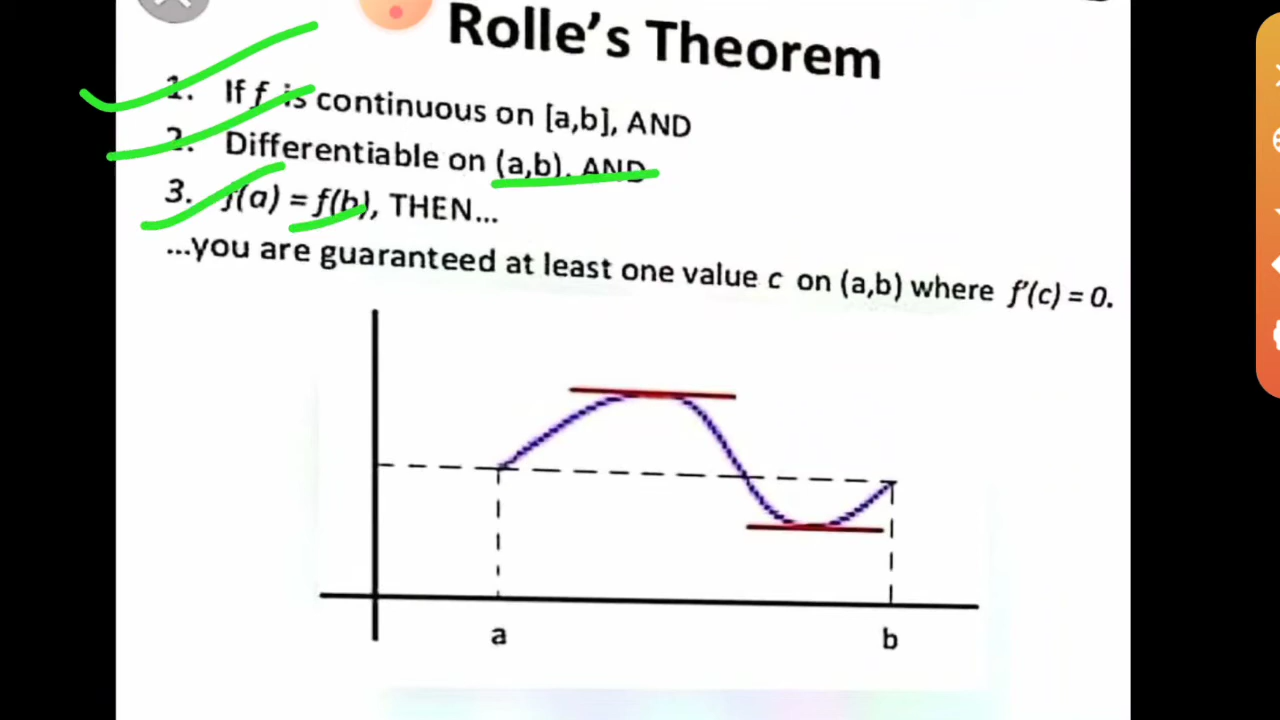 Rolle's Theorem
1. If f is continuous on [a,b], AND
2. Differentiable on (a,b). AND
3. f(a) = f(b), THEN...
...you are guaranteed at least one value c on (a,b) where f'(c) = 0.
a
b